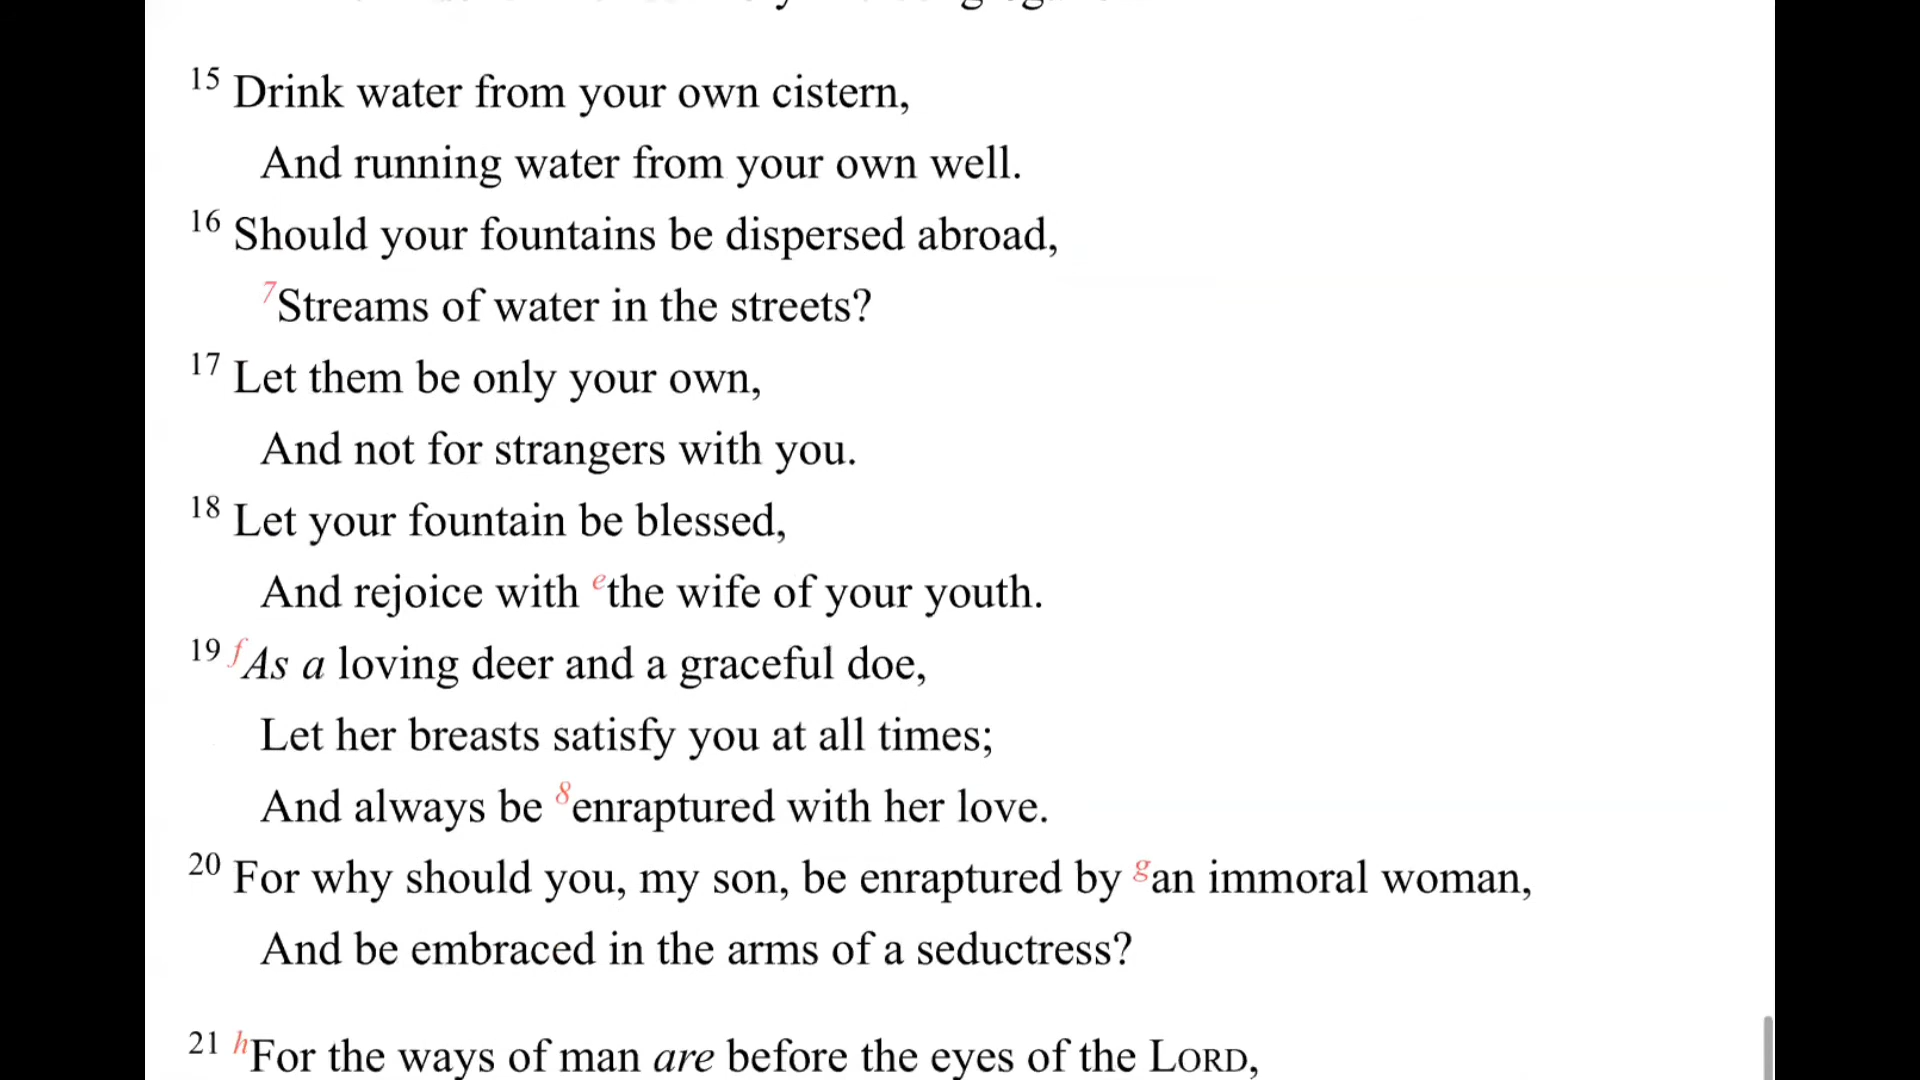 15 Drink water from your own cistern,
And running water from your own well.
16 Should your fountains be dispersed abroad,
7Streams of water in the streets?
17 Let them be only your own,
And not for strangers with you.
18 Let your fountain be blessed,
And rejoice with ethe wife of your youth.
19 fAs a loving deer and a graceful doe,
Let her breasts satisfy you at all times;
And always be 8enraptured with her love.
20 For why should you, my son, be enraptured by gan immoral woman,
And be embraced in the arms of a seductress?
21 hFor the ways of man are before the eyes of the LORD,